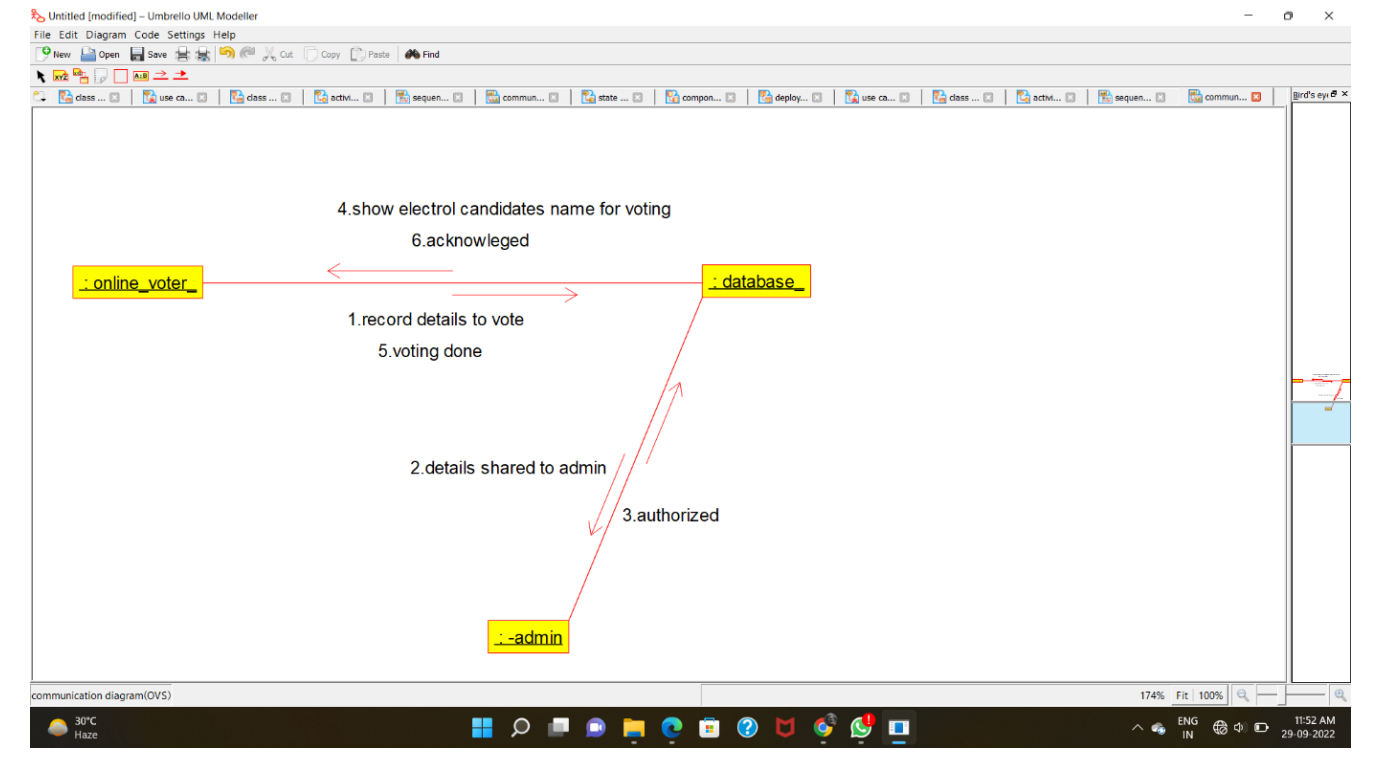 Untitled [modified] – Umbrello UML Modeller
File Edit Diagram Code Settings Help
New Open Save Cut Copy Paste Find
XYZ A:B
class ... use ca... class ... activi... sequen... commun... state ... compon... deploy... use ca... class ... activi... sequen... commun... Bird's eye
4.show electrol candidates name for voting
6.acknowleged
: online_voter_
: database_
1.record details to vote
5.voting done
2.details shared to admin
3.authorized
: -admin
communication diagram(OVS) 174% Fit 100%
30°C
Haze
ENG
IN
11:52 AM
29-09-2022